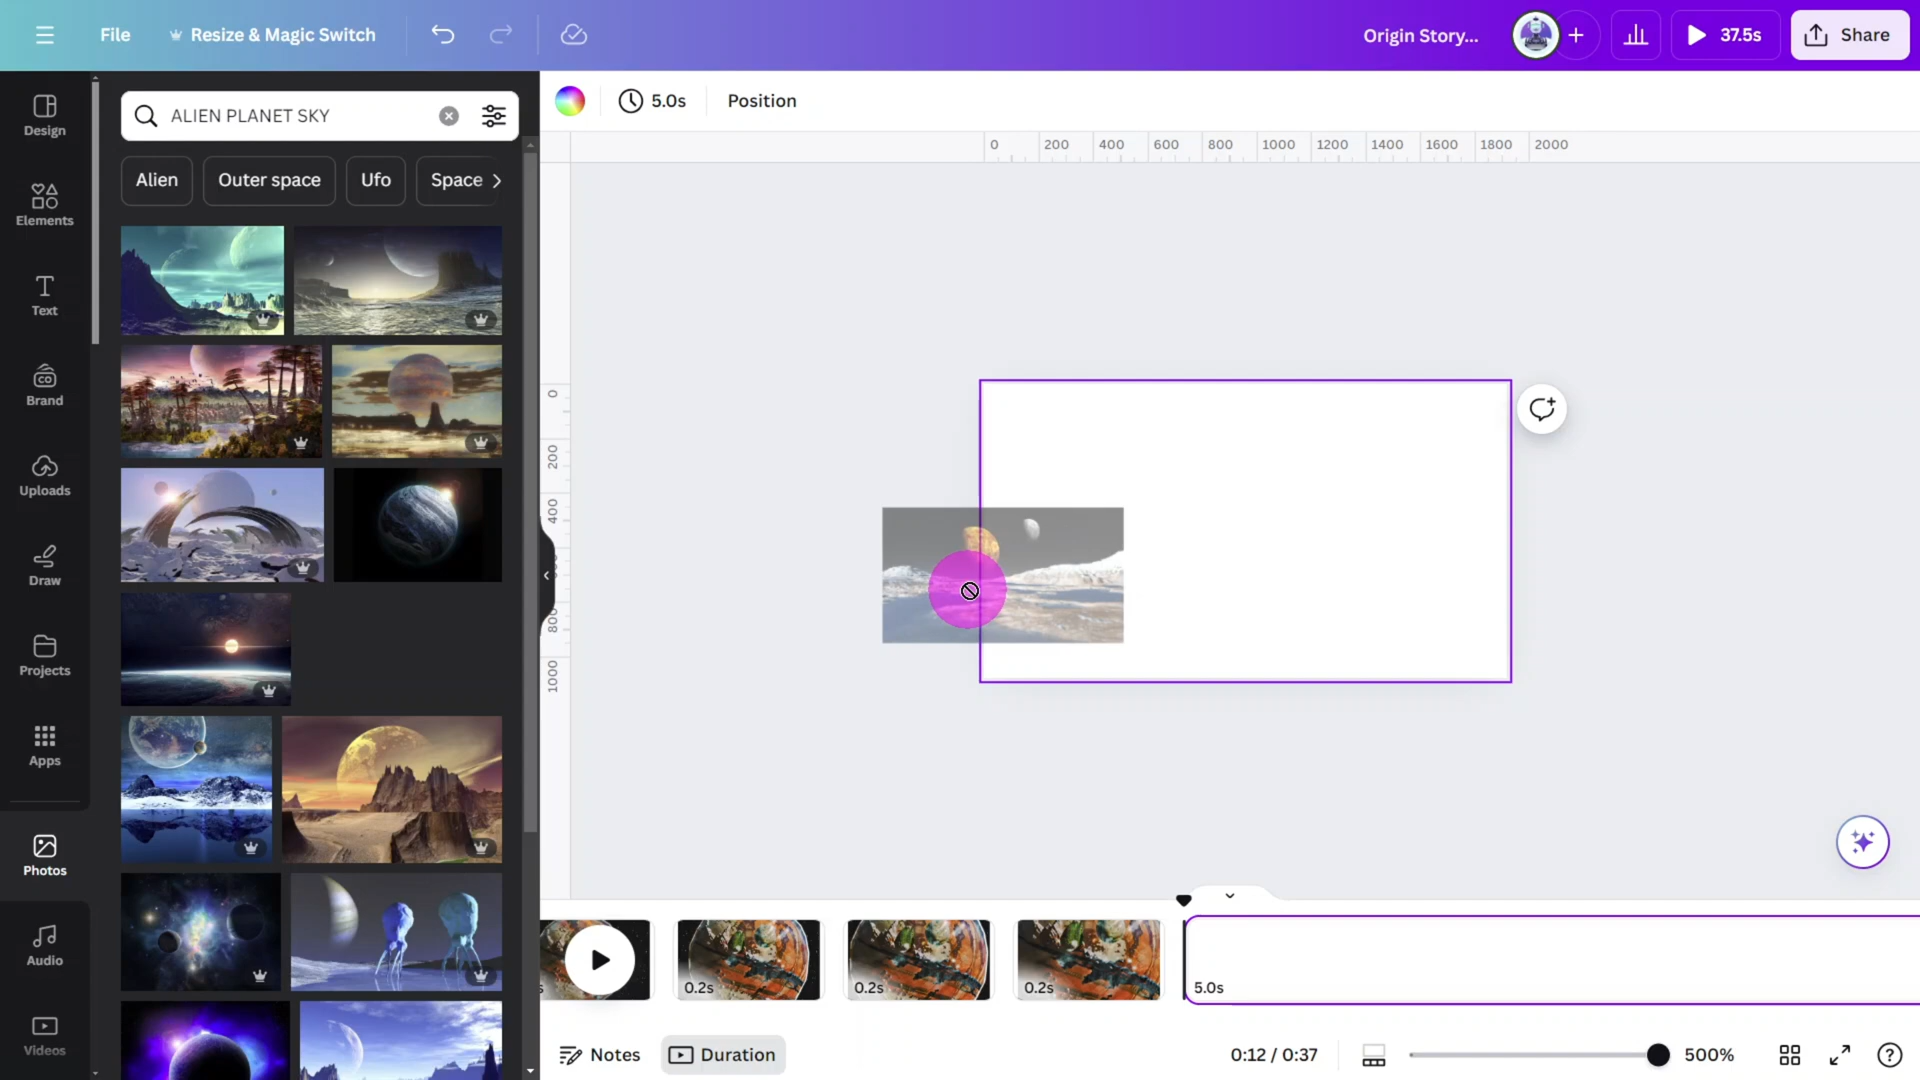 File
Resize & Magic Switch
Origin Story...
37.5s
Share
ALIEN PLANET SKY
5.0s
Position
Design
Elements
Text
Brand
Uploads
Draw
Projects
Apps
Photos
Audio
Videos
Alien
Outer space
Ufo
Space
0 200 400 600 800 1000 1200 1400 1600 1800 2000
0
200
400
800
1000
0.2s
0.2s
0.2s
5.0s
Notes
Duration
0:12 / 0:37
500%